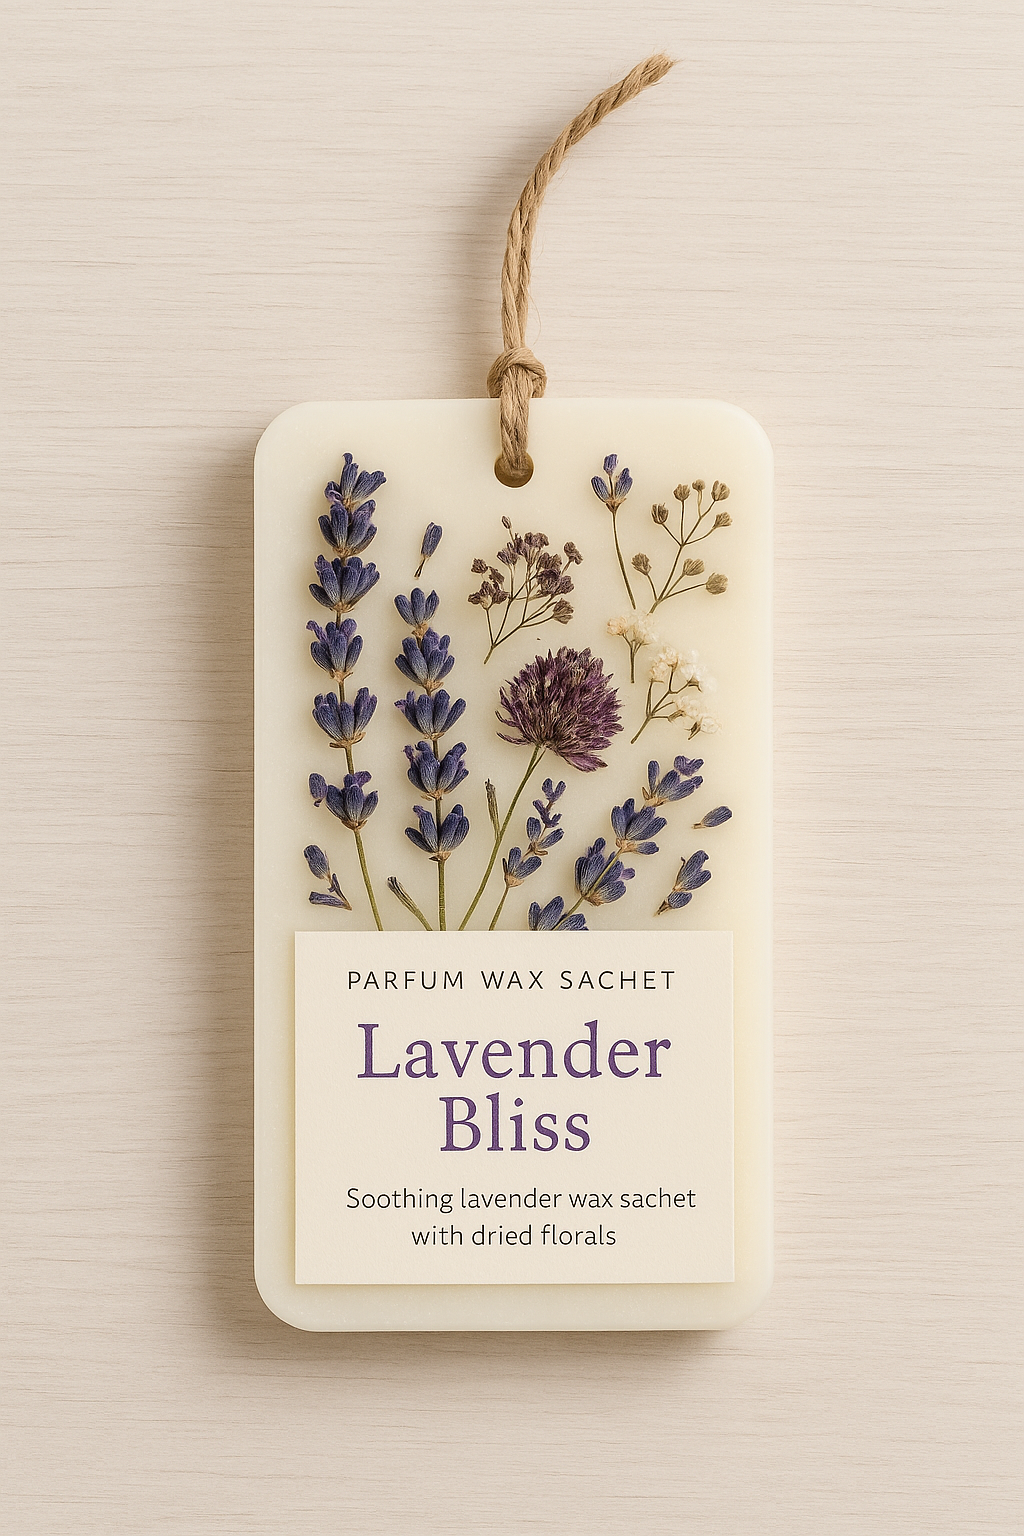 PARFUM WAX SACHET
Lavender
Bliss
Soothing lavender wax sachet
with dried florals